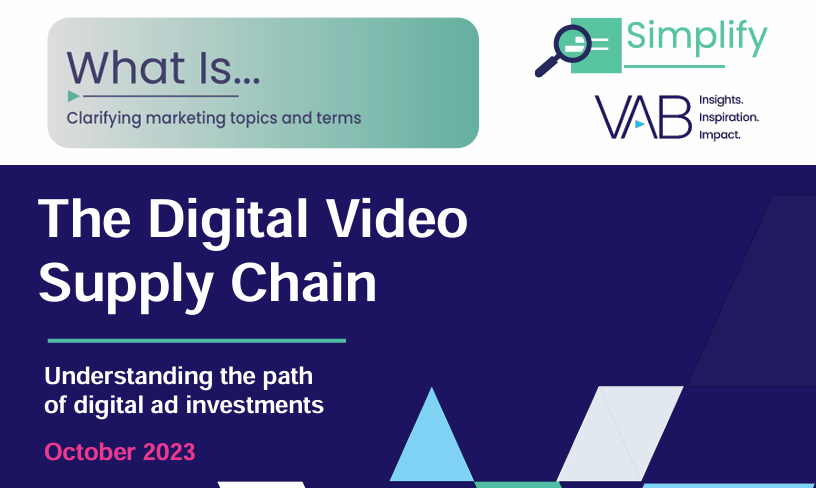 What Is...
Clarifying marketing topics and terms
Simplify
VAB
Insights.
Inspiration.
Impact.
The Digital Video
Supply Chain
Understanding the path
of digital ad investments
October 2023